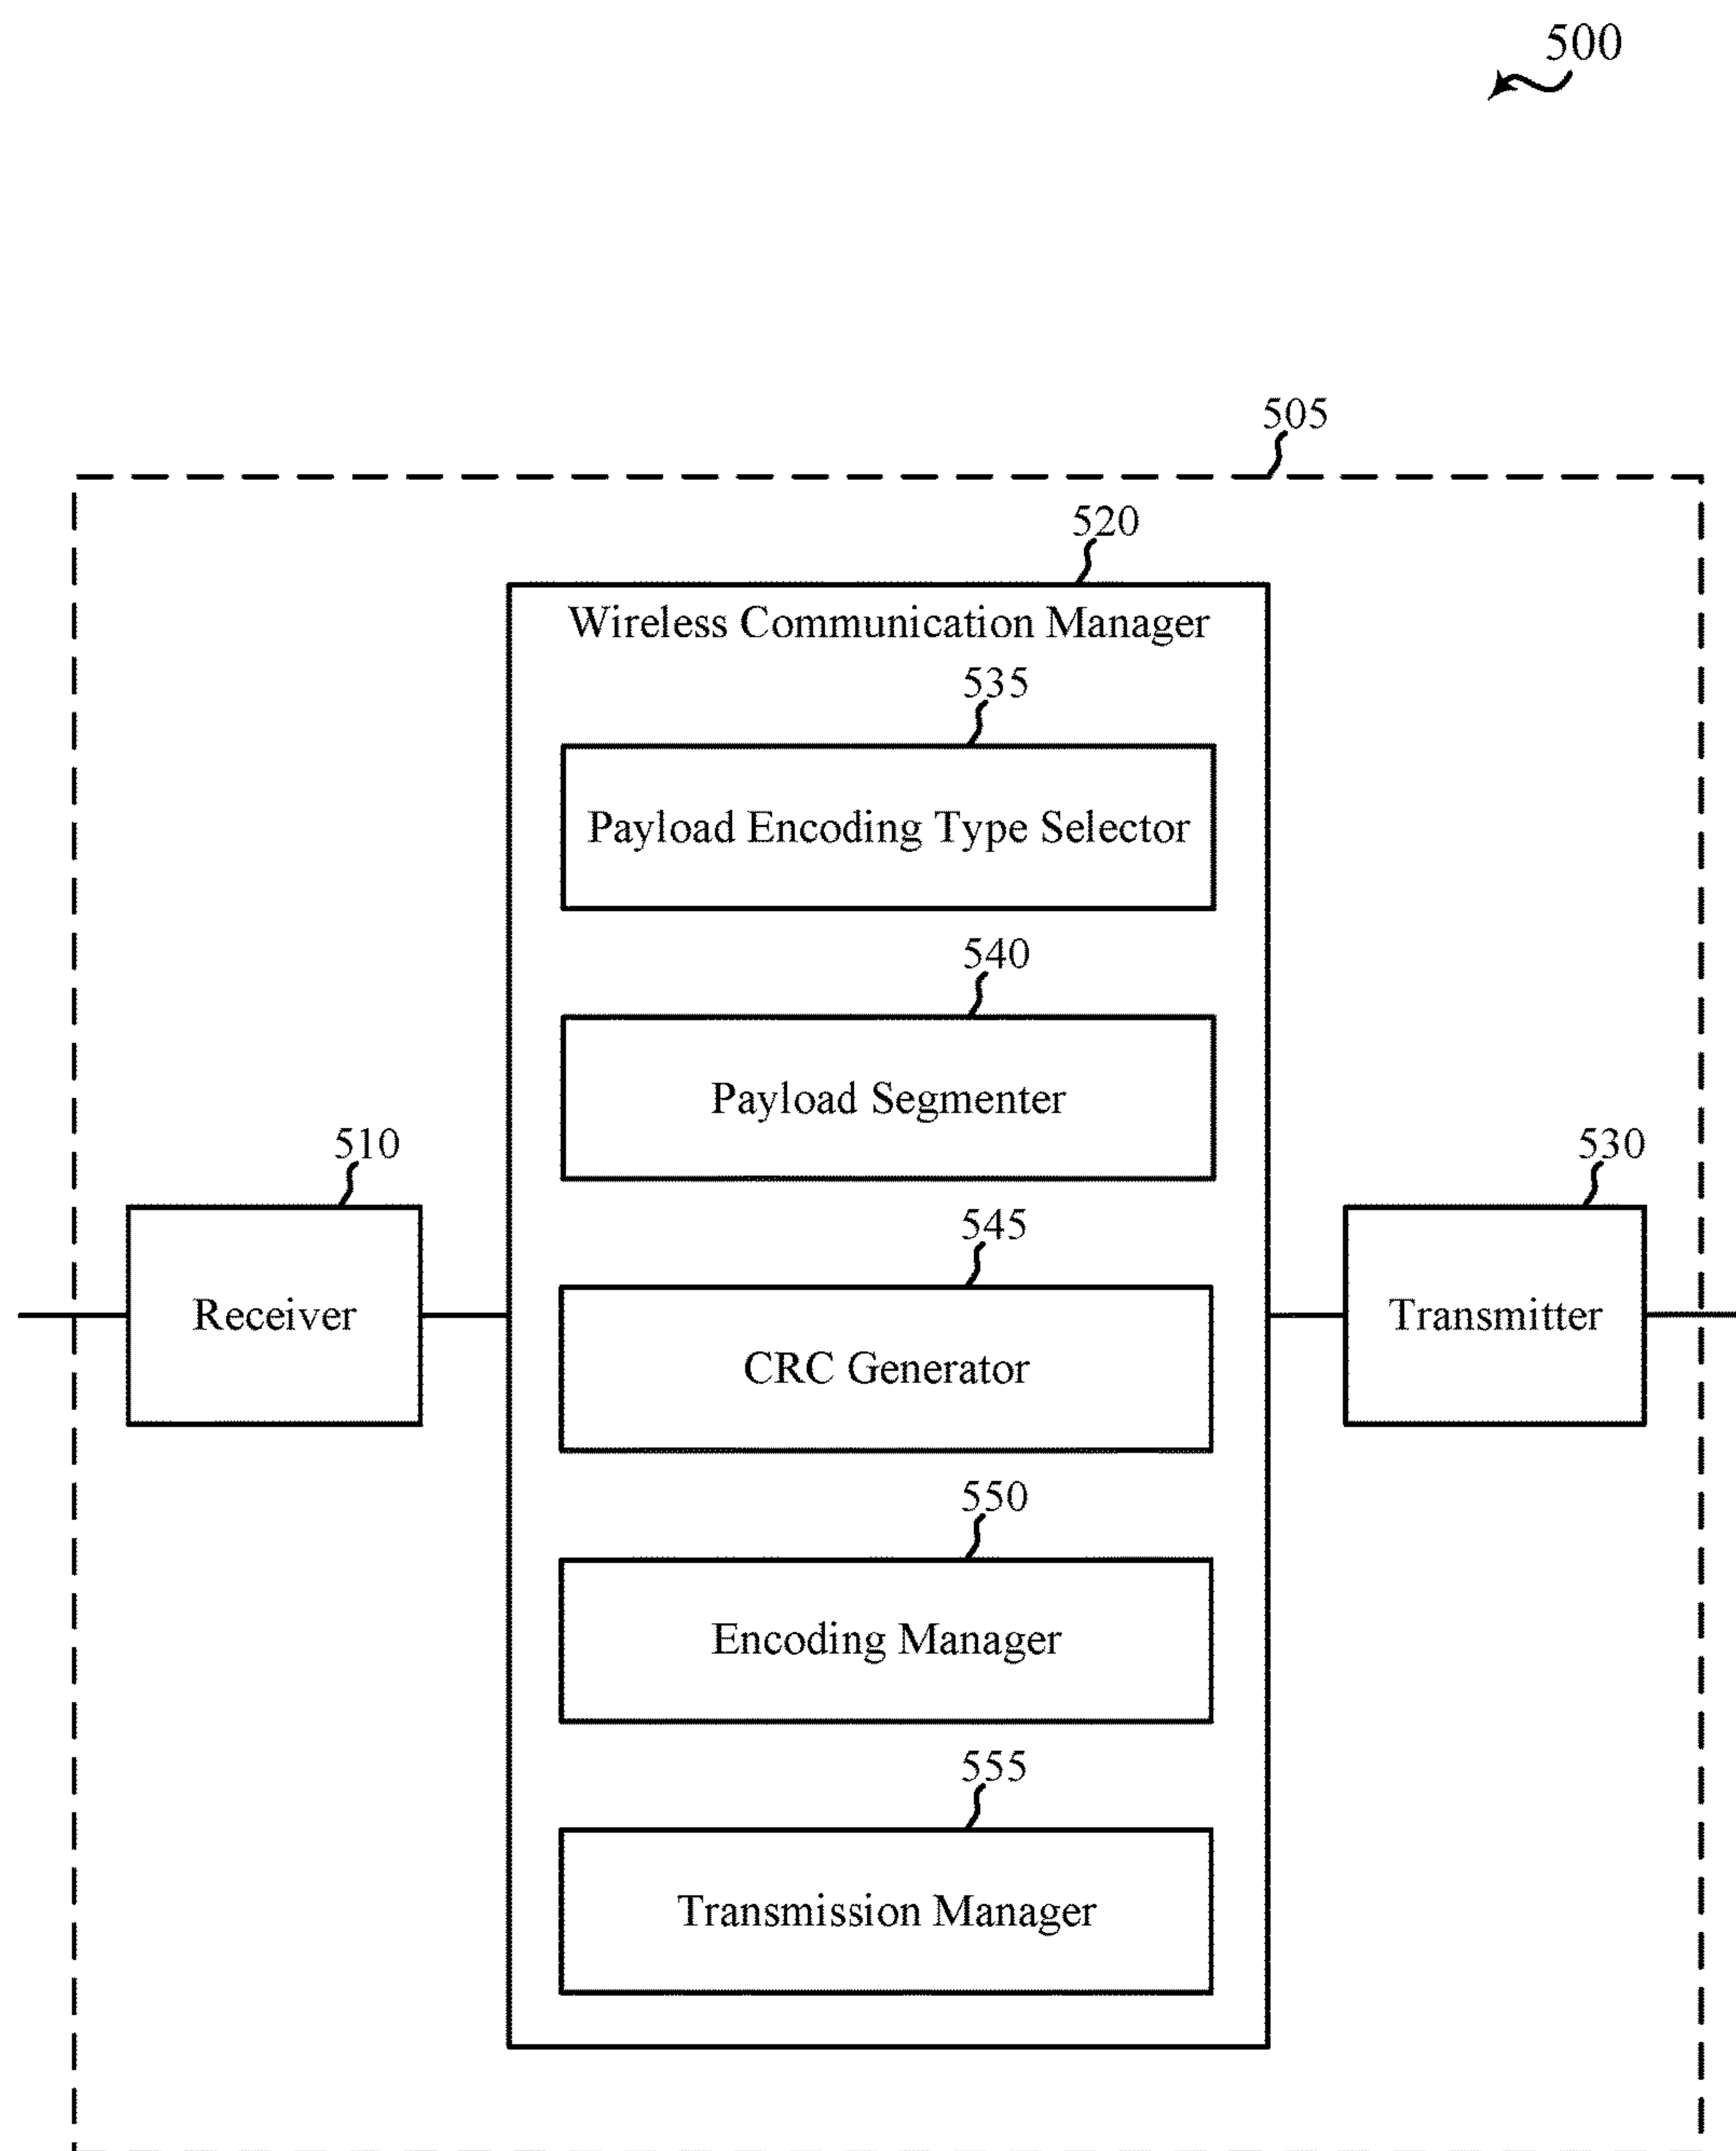 500
505
520
Wireless Communication Manager
535
Payload Encoding Type Selector
540
Payload Segmenter
510
Receiver
545
CRC Generator
530
Transmitter
550
Encoding Manager
555
Transmission Manager